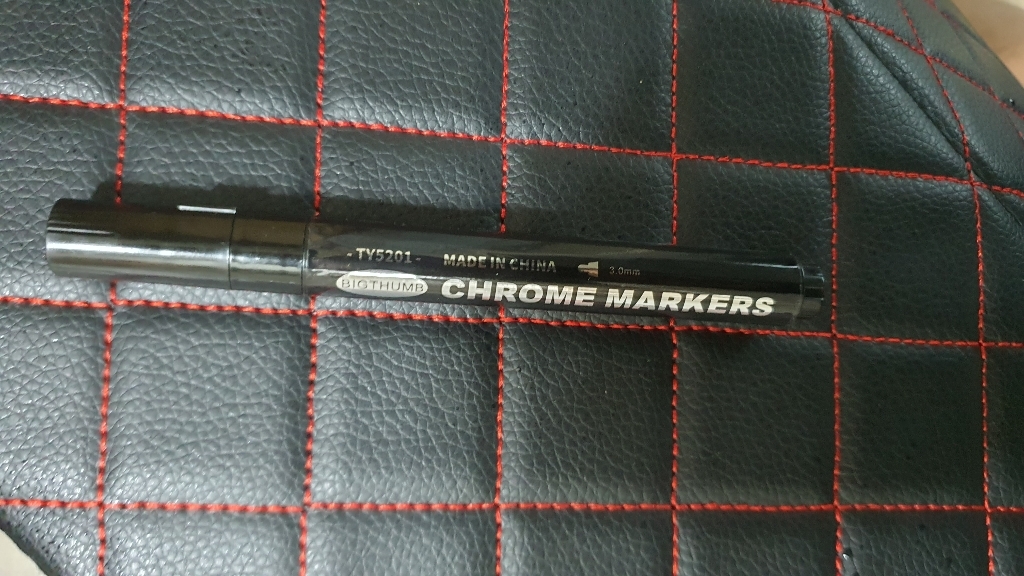 - TY5201 - MADE IN CHINA 3.0mm
BIGTHUMB CHROME MARKERS